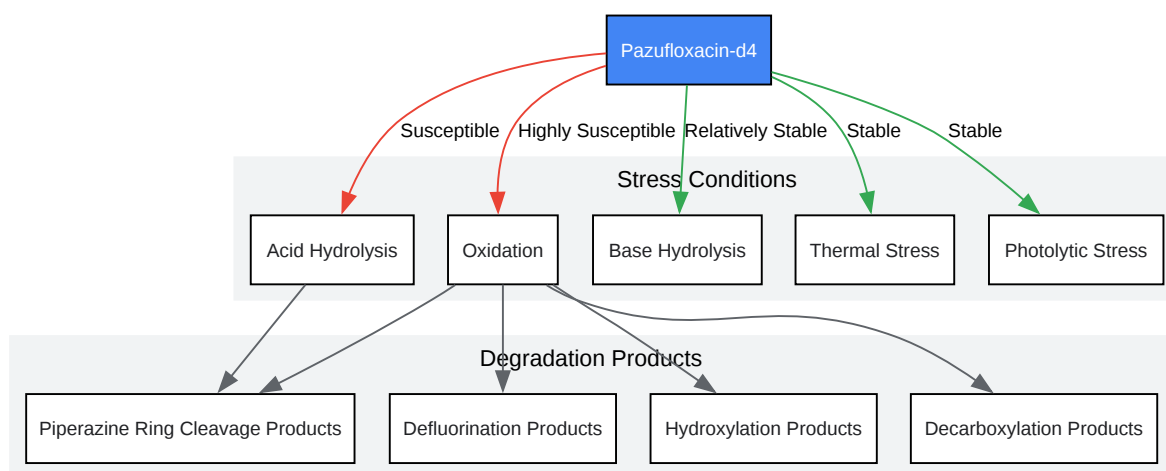 Pazufloxacin-d4
Susceptible
Highly Susceptible
Relatively Stable
Stable
Stable
Stress Conditions
Acid Hydrolysis
Oxidation
Base Hydrolysis
Thermal Stress
Photolytic Stress
Degradation Products
Piperazine Ring Cleavage Products
Defluorination Products
Hydroxylation Products
Decarboxylation Products